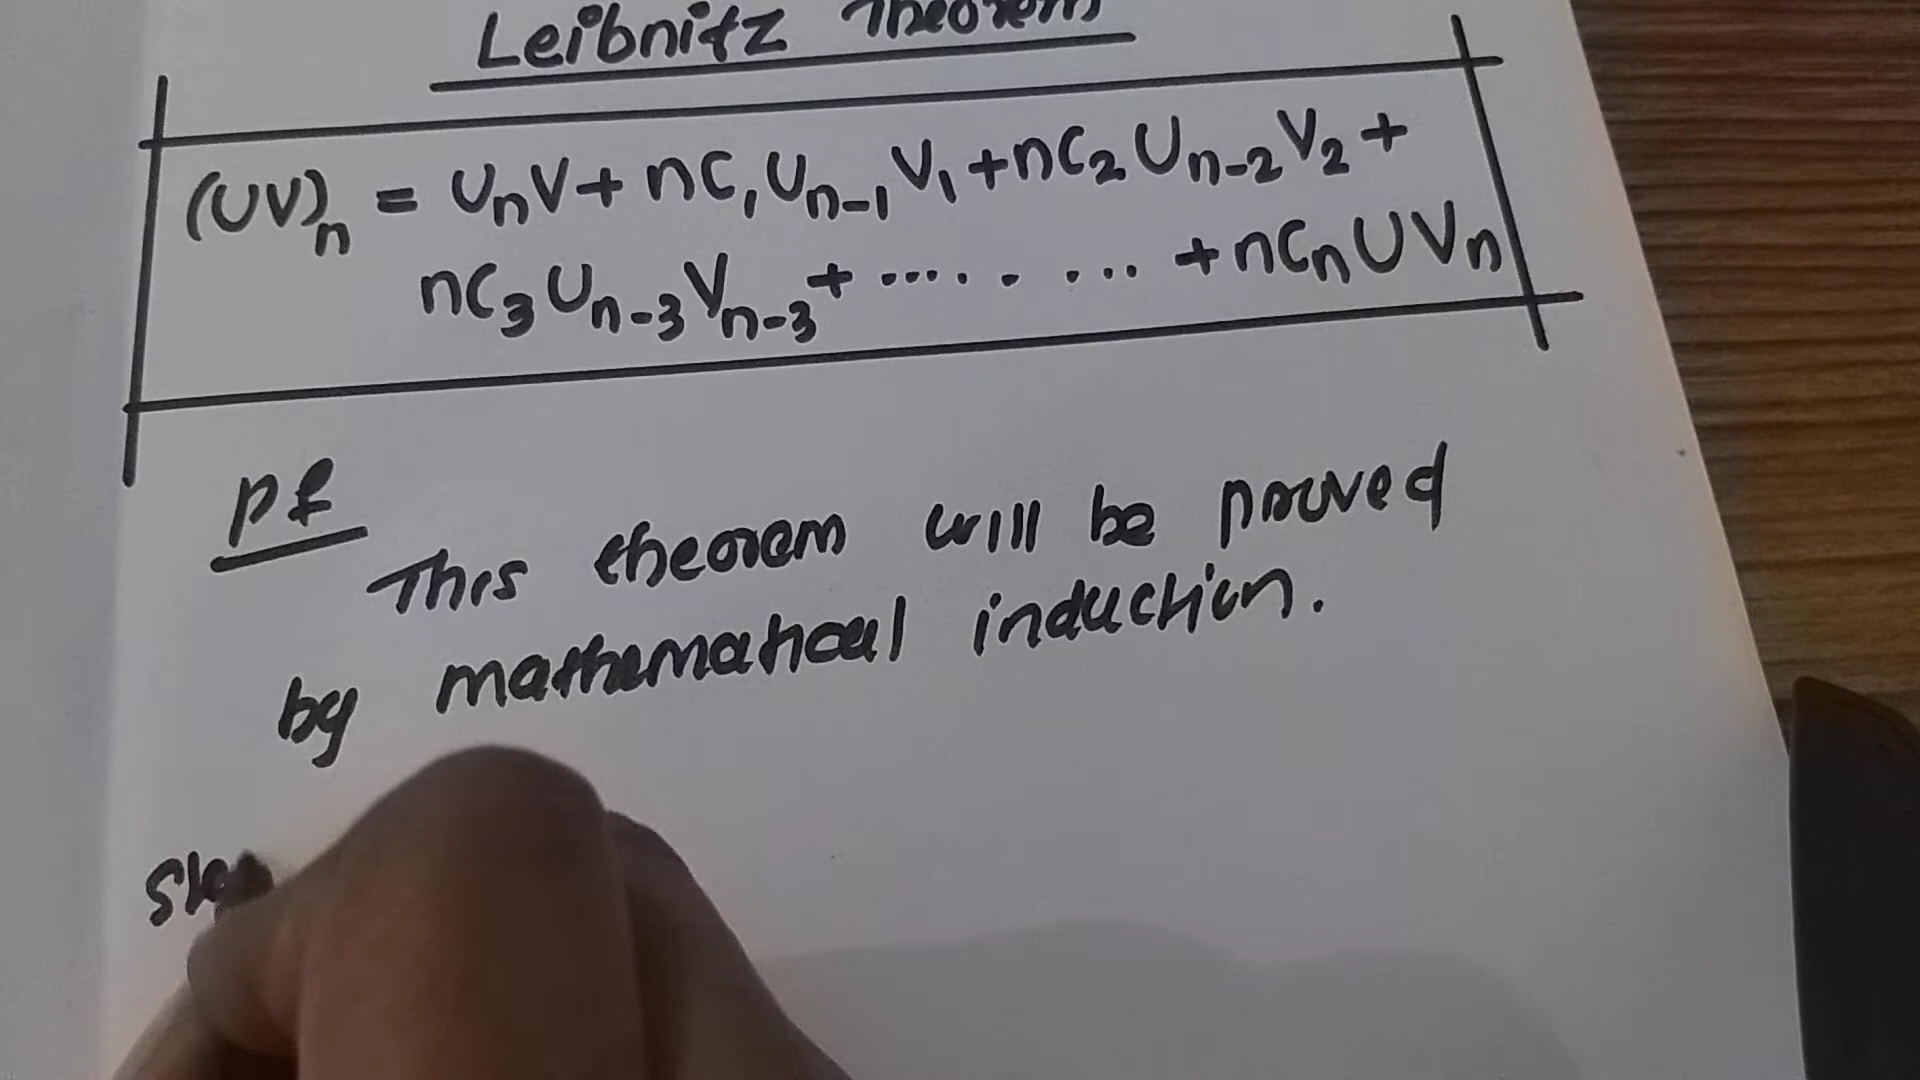 Leibnitz Theorem
(UV)n = UnV + nC1Un-1V1 + nC2Un-2V2 +
nC3Un-3Vn-3 + ..... . ... + nCnUVn
Pf
This theorem will be proved
by mathematical induction.